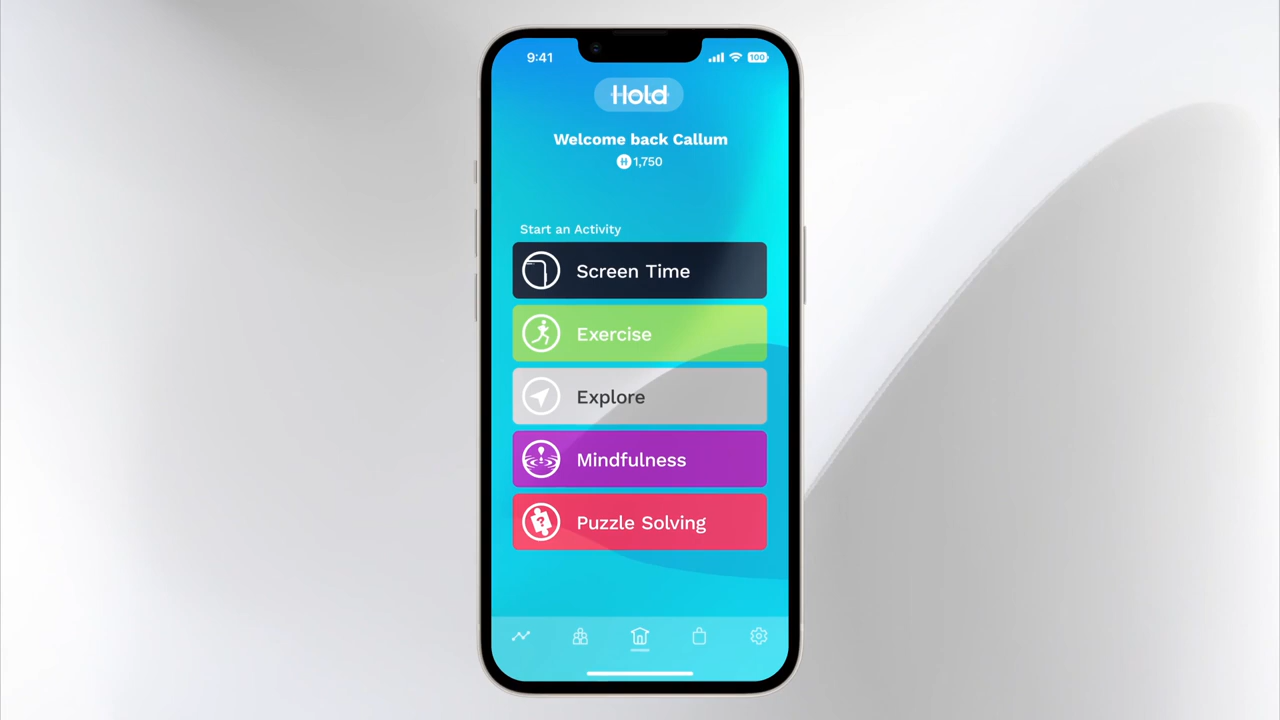 9:41
100
Hold
Welcome back Callum
1,750
Start an Activity
Screen Time
Exercise
Explore
Mindfulness
Puzzle Solving